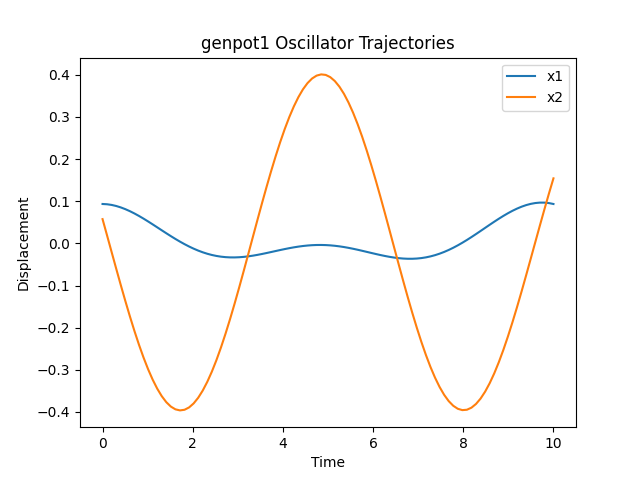 genpot1 Oscillator Trajectories
x1
x2
0.4
0.3
0.2
0.1
0.0
−0.1
−0.2
−0.3
−0.4
Displacement
0 2 4 6 8 10
Time